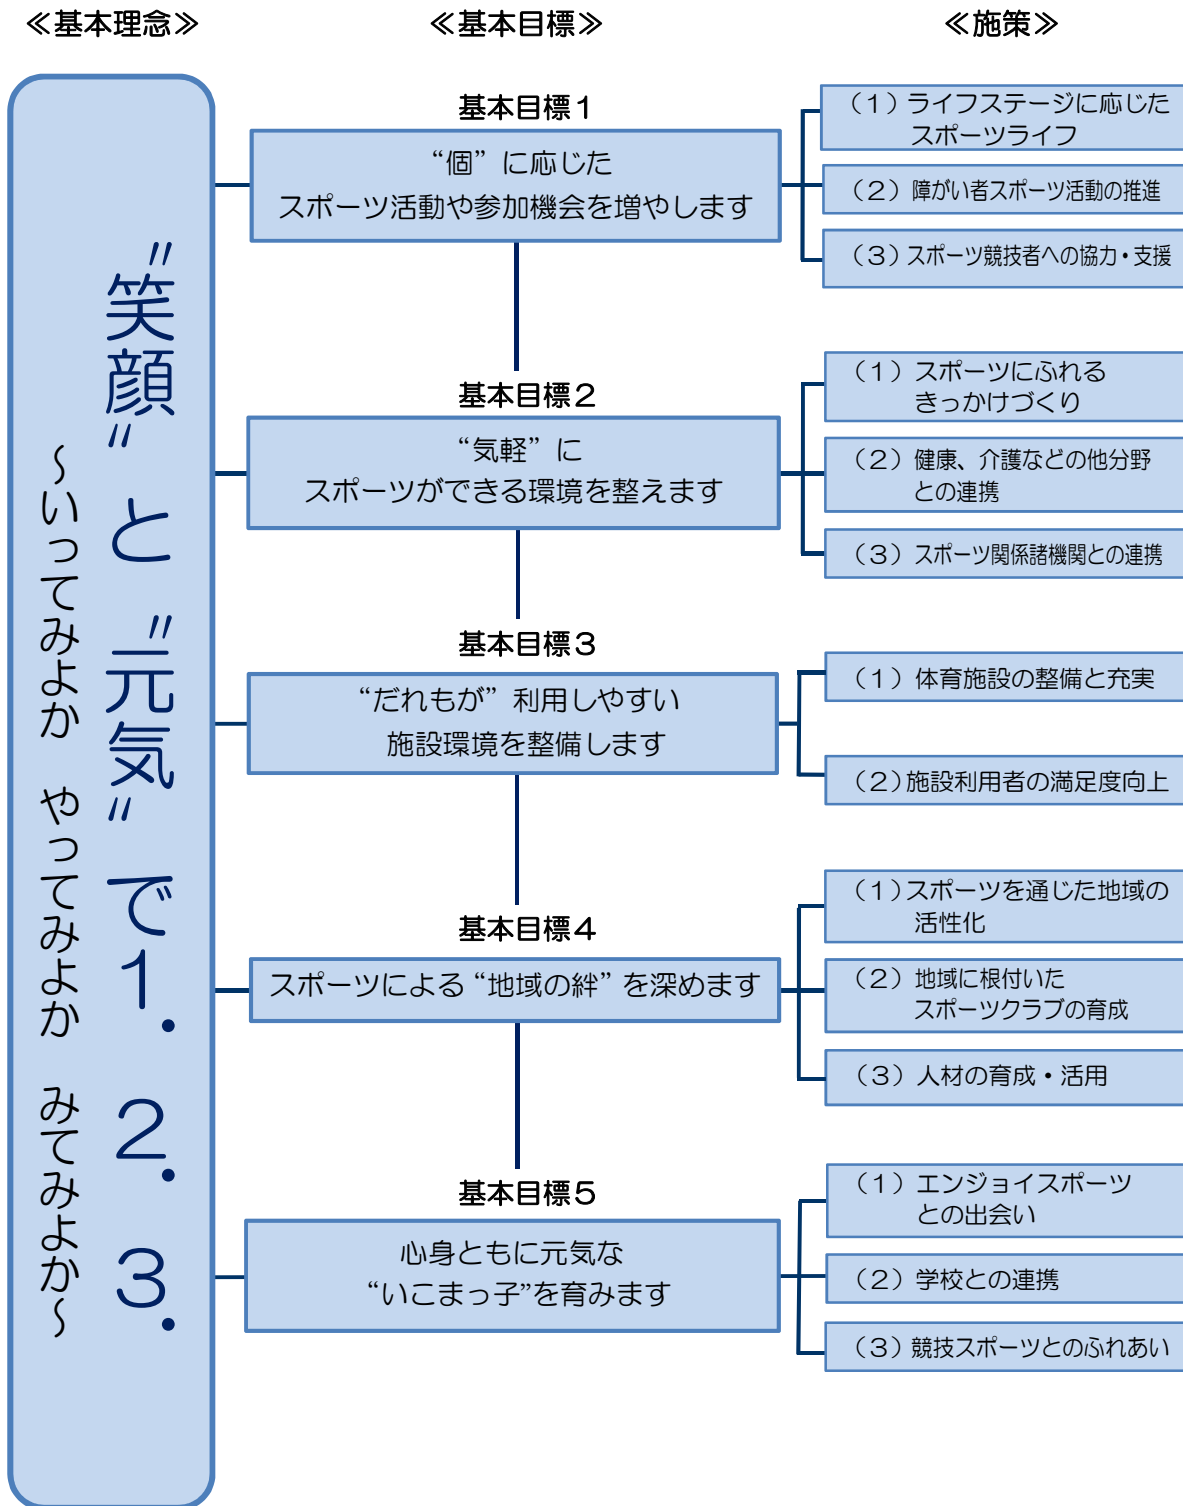 ≪基本理念≫
≪基本目標≫
≪施策≫
“笑顔” と “元気” で１．２．３．
～いってみよか　やってみよか　みてみよか～
基本目標１
“個” に応じた
スポーツ活動や参加機会を増やします
（１）ライフステージに応じた
スポーツライフ
（２）障がい者スポーツ活動の推進
（３）スポーツ競技者への協力・支援
基本目標２
“気軽” に
スポーツができる環境を整えます
（１）スポーツにふれる
きっかけづくり
（２）健康、介護などの他分野
との連携
（３）スポーツ関係諸機関との連携
基本目標３
“だれもが” 利用しやすい
施設環境を整備します
（１）体育施設の整備と充実
（２）施設利用者の満足度向上
基本目標４
スポーツによる “地域の絆” を深めます
（１）スポーツを通じた地域の
活性化
（２）地域に根付いた
スポーツクラブの育成
（３）人材の育成・活用
基本目標５
心身ともに元気な
“いこまっ子”を育みます
（１）エンジョイスポーツ
との出会い
（２）学校との連携
（３）競技スポーツとのふれあい